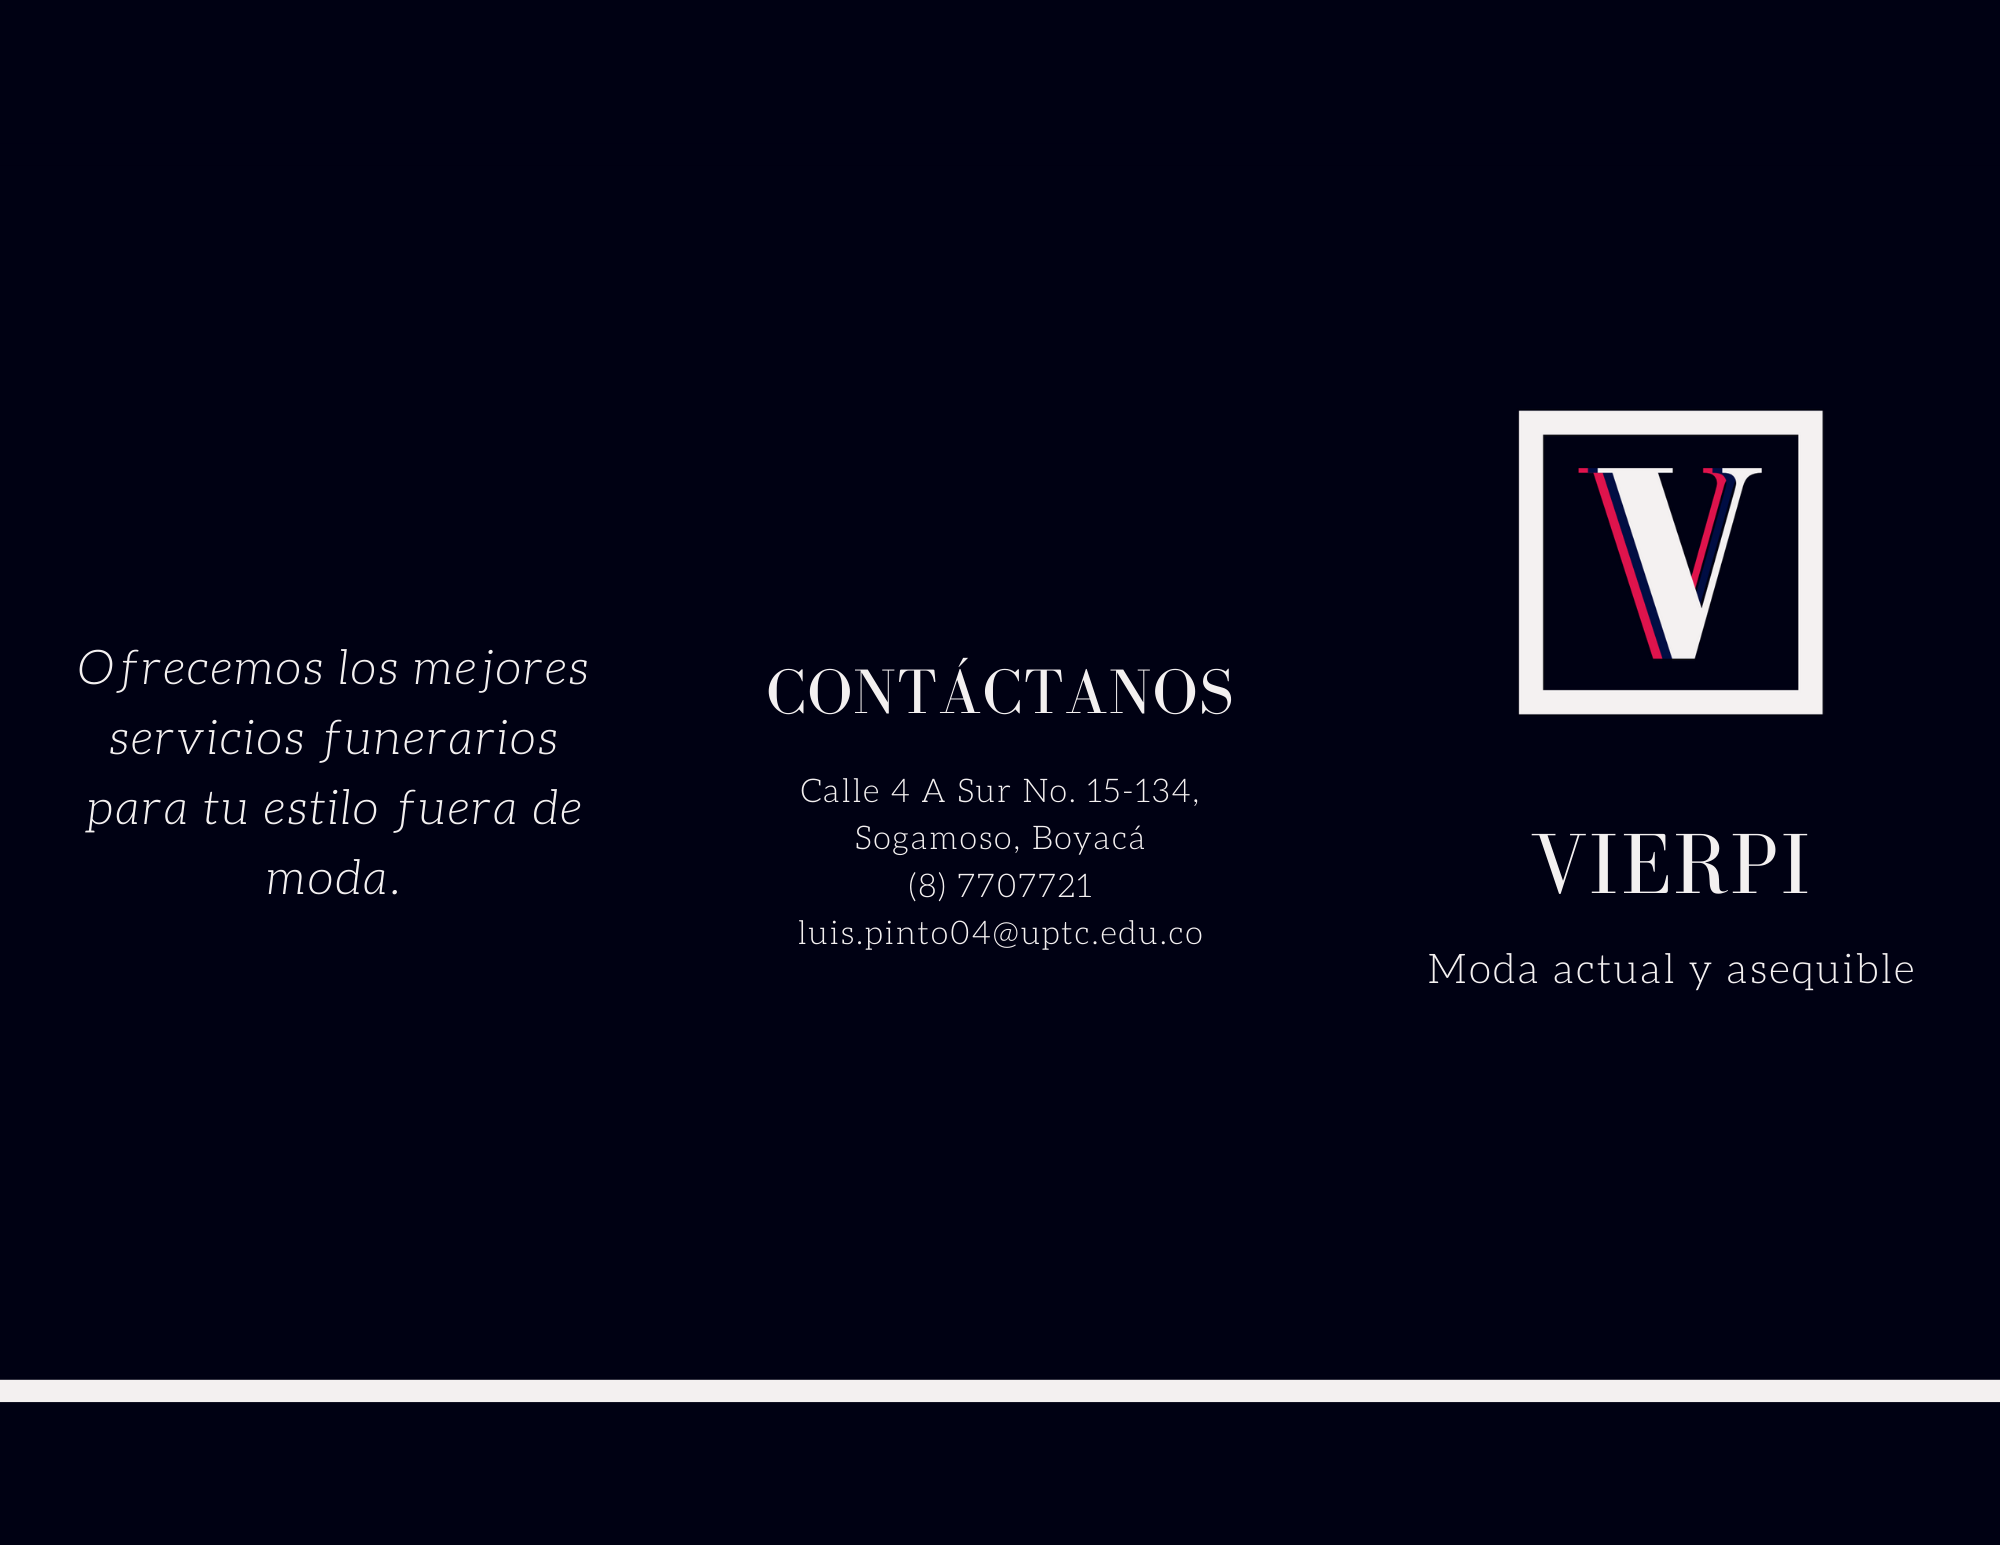 Ofrecemos los mejores
servicios funerarios
para tu estilo fuera de
moda.
CONTÁCTANOS
Calle 4 A Sur No. 15-134,
Sogamoso, Boyacá
(8) 7707721
luis.pinto04@uptc.edu.co
V
VIERPI
Moda actual y asequible